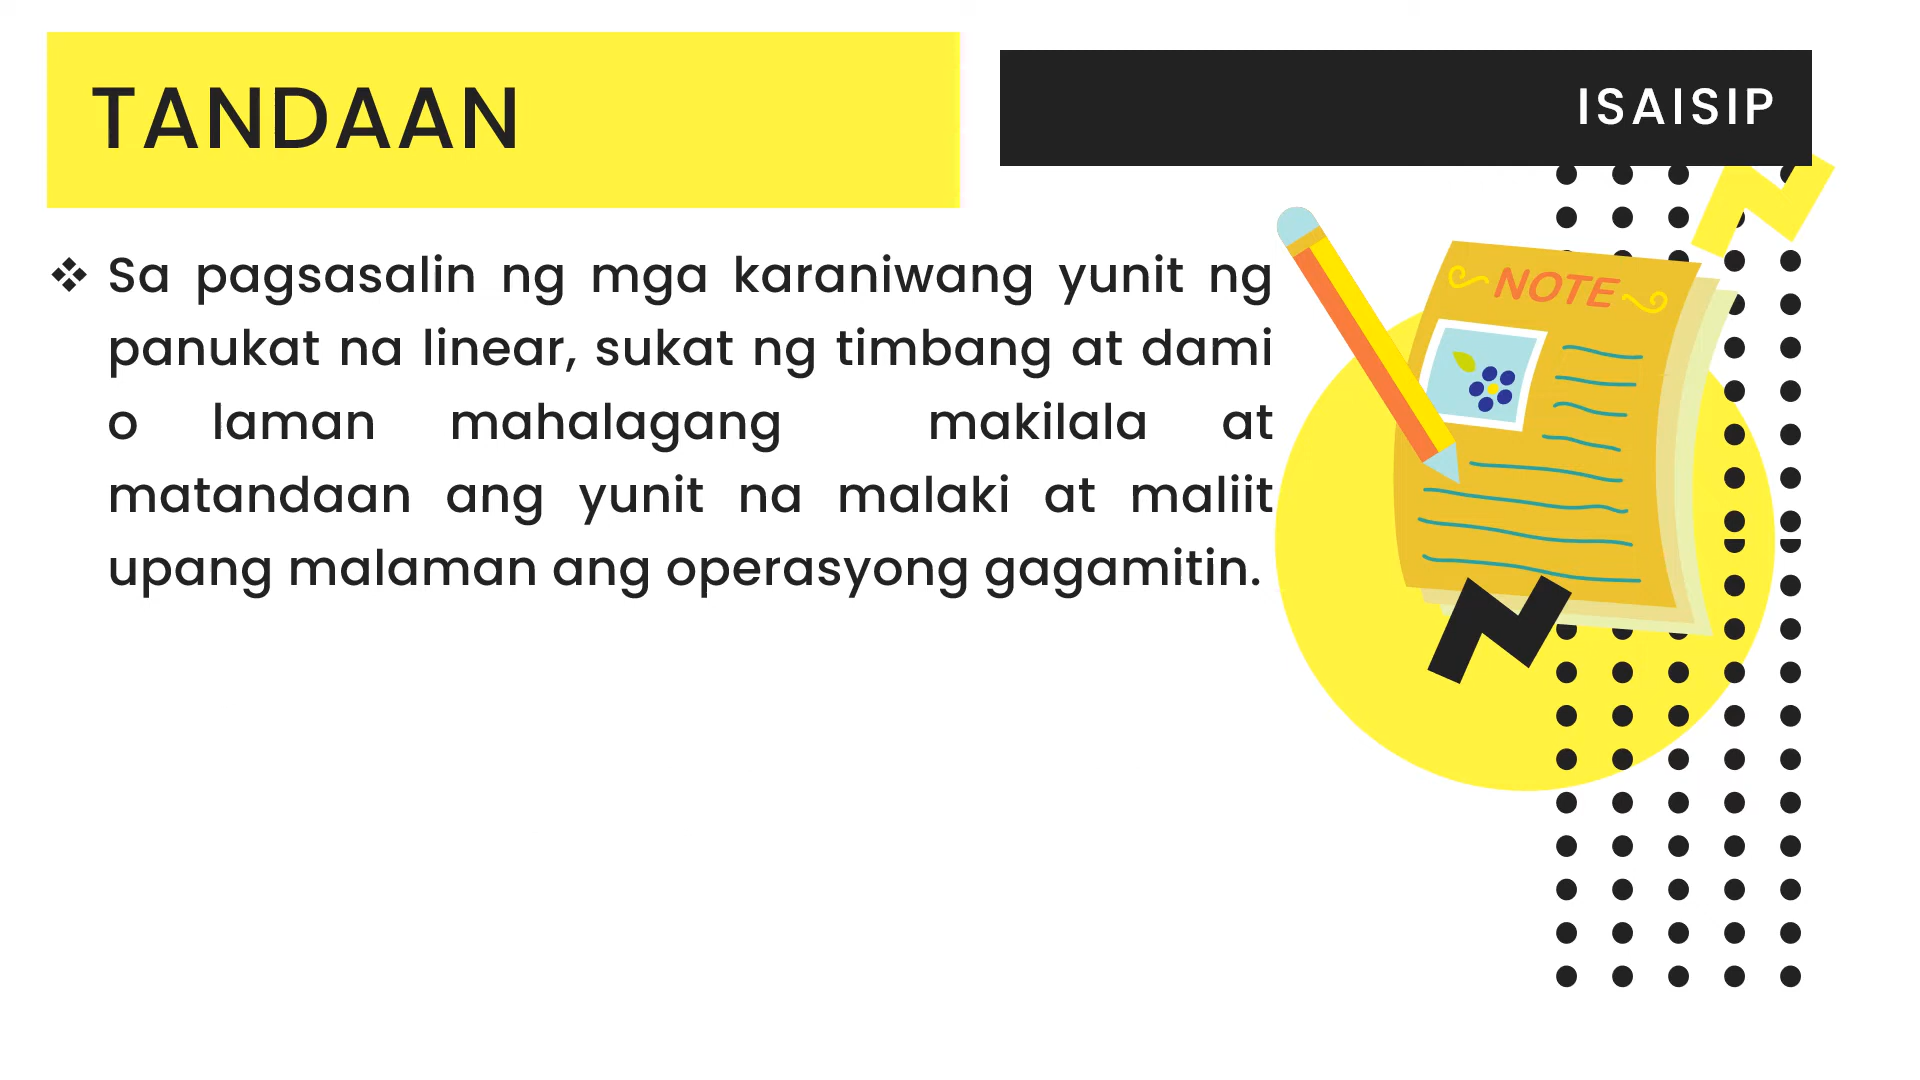 TANDAAN
ISAISIP
❖ Sa pagsasalin ng mga karaniwang yunit ng
panukat na linear, sukat ng timbang at dami
o laman mahalagang makilala at
matandaan ang yunit na malaki at maliit
upang malaman ang operasyong gagamitin.
NOTE